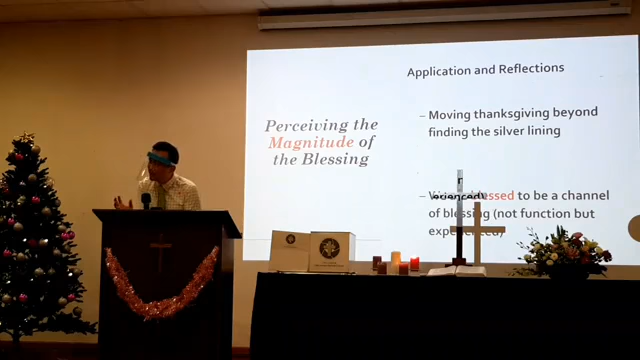 Application and Reflections
Perceiving the
Magnitude of
the Blessing
– Moving thanksgiving beyond
finding the silver lining
essed to be a channel
of blessing (not function but